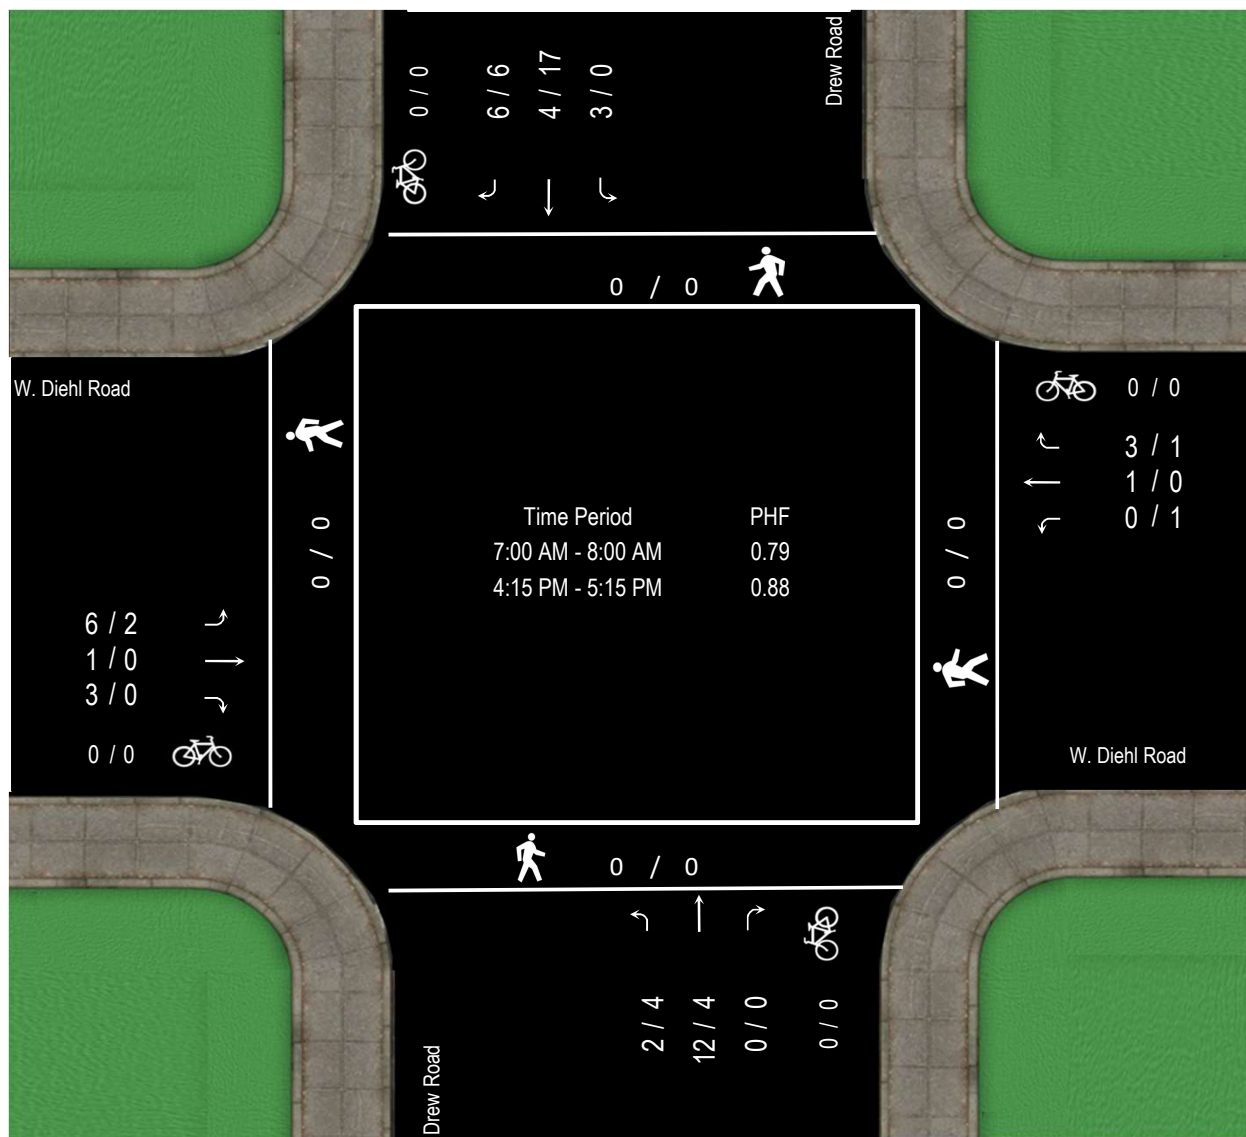 Drew Road
0 / 0
6 / 6
4 / 17
3 / 0
0 / 0
W. Diehl Road
0 / 0
3 / 1
1 / 0
0 / 1
0 / 0
Time Period PHF
7:00 AM - 8:00 AM 0.79
4:15 PM - 5:15 PM 0.88
0 / 0
6 / 2
1 / 0
3 / 0
0 / 0
W. Diehl Road
0 / 0
2 / 4
12 / 4
0 / 0
0 / 0
Drew Road